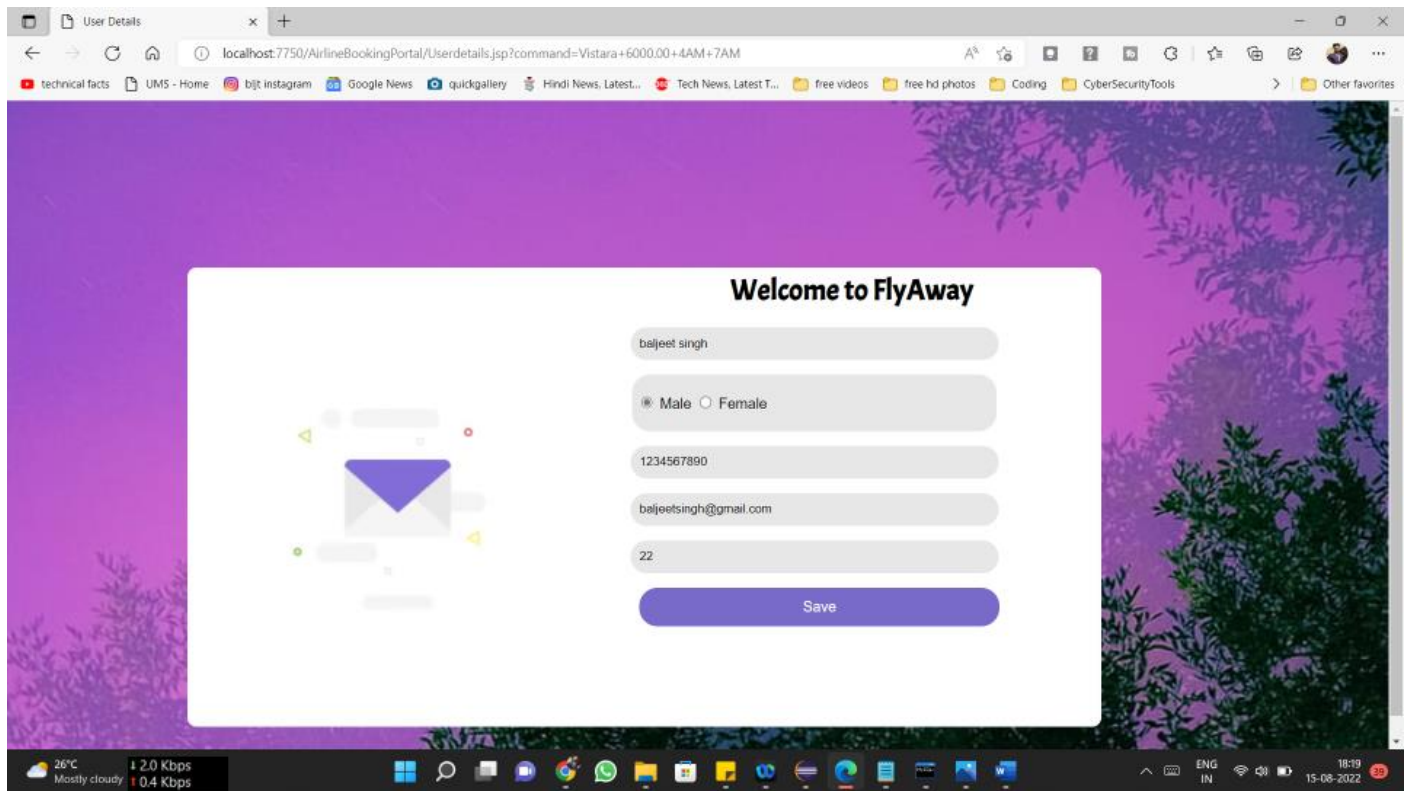 User Details
localhost:7750/AirlineBookingPortal/Userdetails.jsp?command=Vistara+6000.00+4AM+7AM
technical facts UMS - Home bljt instagram Google News quickgallery Hindi News, Latest... Tech News, Latest T... free videos free hd photos Coding CyberSecurityTools Other favorites
Welcome to FlyAway
baljeet singh
Male Female
1234567890
baljeetsingh@gmail.com
22
Save
26°C
Mostly cloudy
2.0 Kbps
0.4 Kbps
ENG
IN
18:19
15-08-2022
39